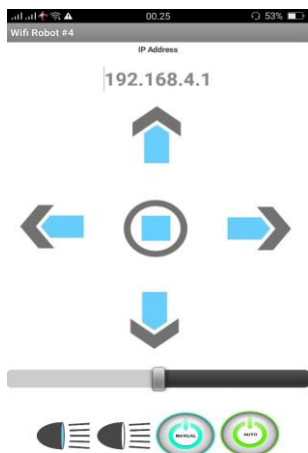 00.25 53%
Wifi Robot #4
IP Address
192.168.4.1
MANUAL AUTO